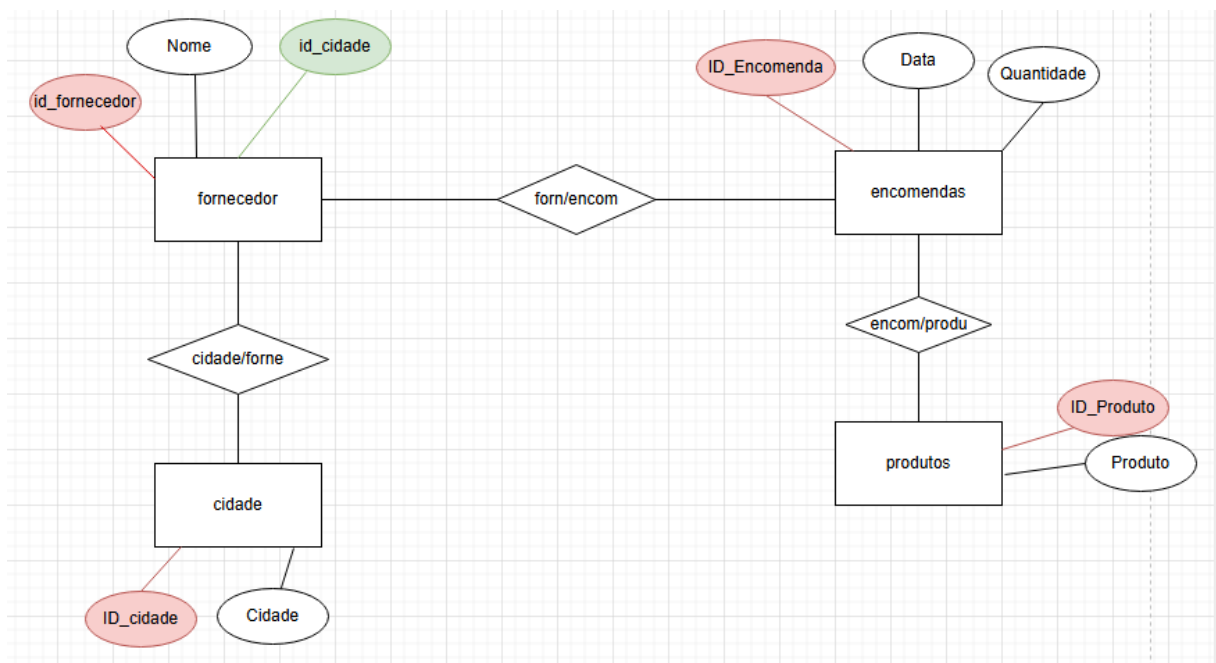 Nome
id_cidade
id_fornecedor
ID_Encomenda
Data
Quantidade
fornecedor
forn/encom
encomendas
cidade/forne
encom/produ
ID_Produto
produtos
Produto
cidade
ID_cidade
Cidade